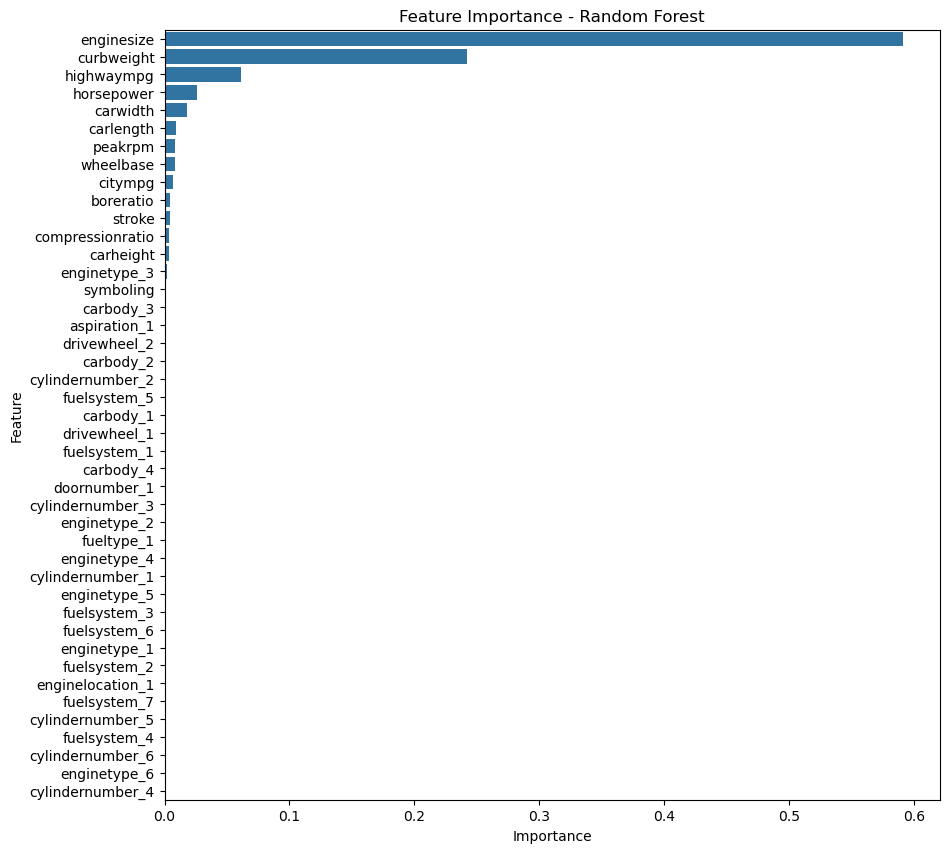 Feature Importance - Random Forest
enginesize
curbweight
highwaympg
horsepower
carwidth
carlength
peakrpm
wheelbase
citympg
boreratio
stroke
compressionratio
carheight
enginetype_3
symboling
carbody_3
aspiration_1
drivewheel_2
carbody_2
cylindernumber_2
fuelsystem_5
carbody_1
drivewheel_1
fuelsystem_1
carbody_4
doornumber_1
cylindernumber_3
enginetype_2
fueltype_1
enginetype_4
cylindernumber_1
enginetype_5
fuelsystem_3
fuelsystem_6
enginetype_1
fuelsystem_2
enginelocation_1
fuelsystem_7
cylindernumber_5
fuelsystem_4
cylindernumber_6
enginetype_6
cylindernumber_4
Feature
0.0 0.1 0.2 0.3 0.4 0.5 0.6
Importance